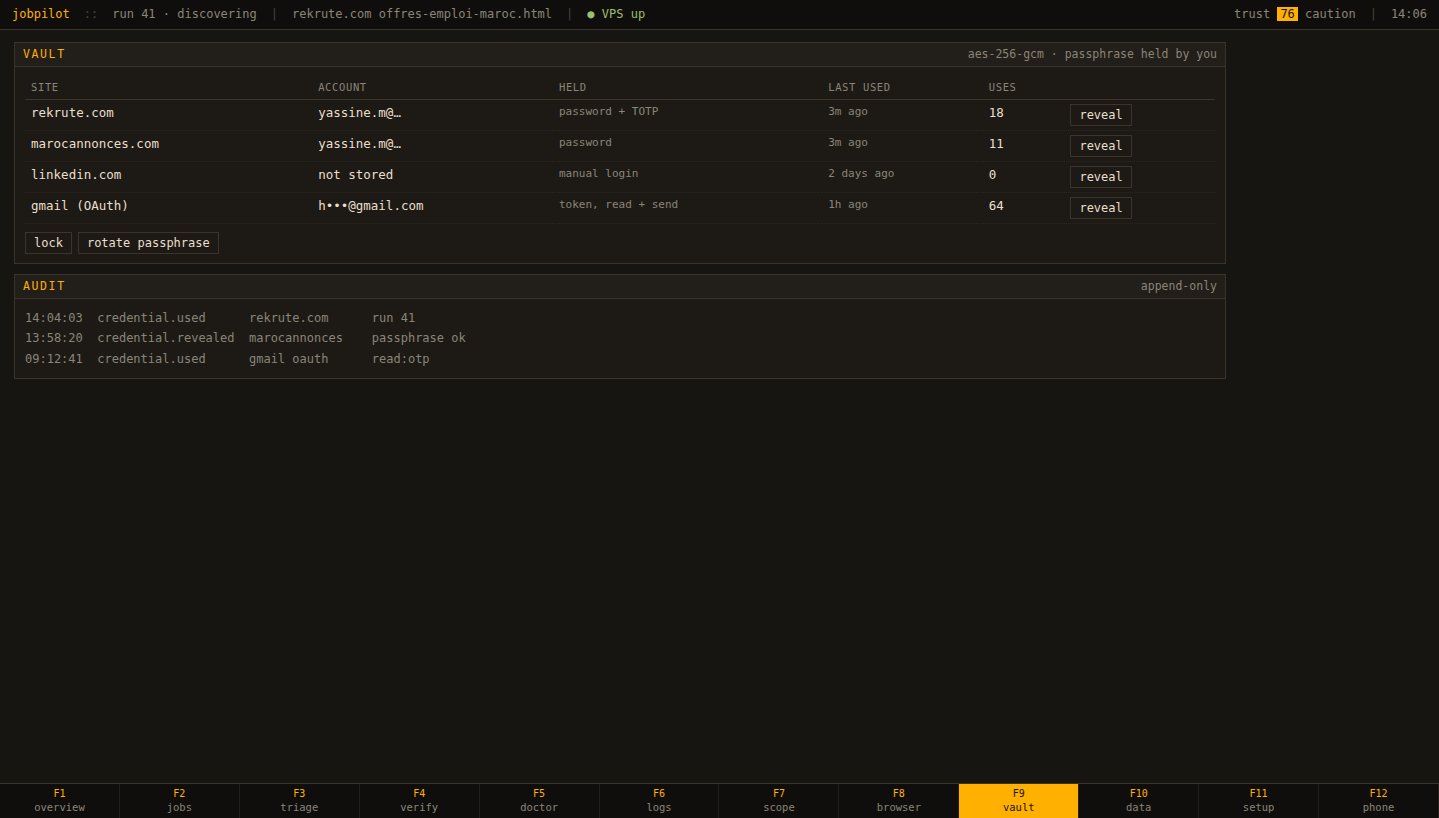 jobpilot :: run 41 · discovering | rekrute.com offres-emploi-maroc.html | ● VPS up trust 76 caution | 14:06
VAULT aes-256-gcm · passphrase held by you
SITE ACCOUNT HELD LAST USED USES
rekrute.com yassine.m@… password + TOTP 3m ago 18 reveal
marocannonces.com yassine.m@… password 3m ago 11 reveal
linkedin.com not stored manual login 2 days ago 0 reveal
gmail (OAuth) h•••@gmail.com token, read + send 1h ago 64 reveal
lock rotate passphrase
AUDIT append-only
14:04:03 credential.used rekrute.com run 41
13:58:20 credential.revealed marocannonces passphrase ok
09:12:41 credential.used gmail oauth read:otp
F1 F2 F3 F4 F5 F6 F7 F8 F9 F10 F11 F12
overview jobs triage verify doctor logs scope browser vault data setup phone